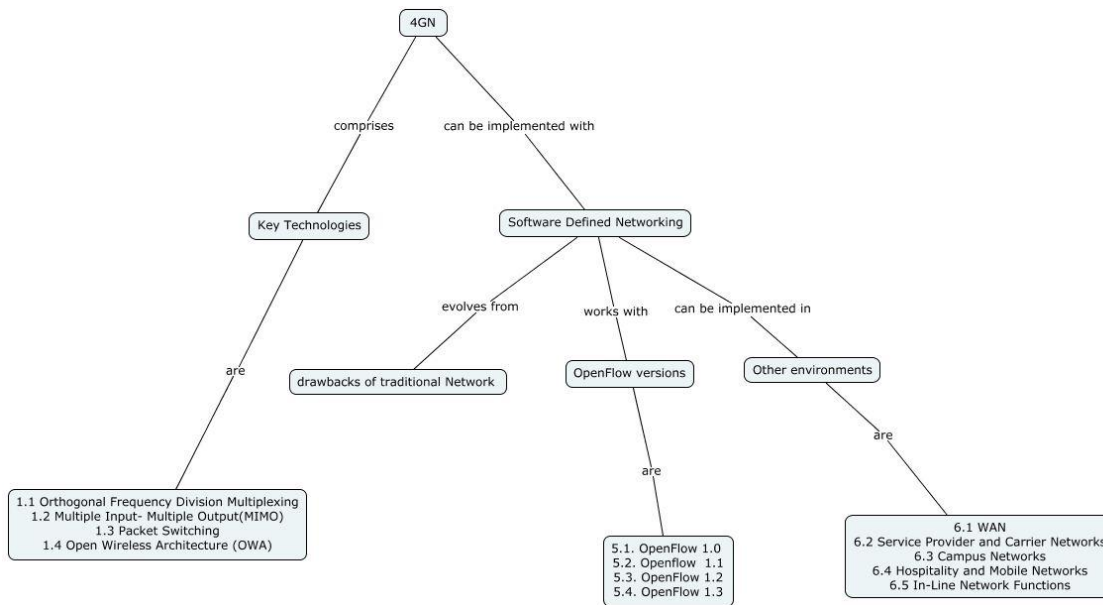 4GN
comprises
can be implemented with
Key Technologies
Software Defined Networking
evolves from
works with
can be implemented in
are
drawbacks of traditional Network
OpenFlow versions
Other environments
are
are
1.1 Orthogonal Frequency Division Multiplexing
1.2 Multiple Input- Multiple Output(MIMO)
1.3 Packet Switching
1.4 Open Wireless Architecture (OWA)
5.1. OpenFlow 1.0
5.2. Openflow  1.1
5.3. OpenFlow 1.2
5.4. OpenFlow 1.3
6.1 WAN
6.2 Service Provider and Carrier Networks
6.3 Campus Networks
6.4 Hospitality and Mobile Networks
6.5 In-Line Network Functions